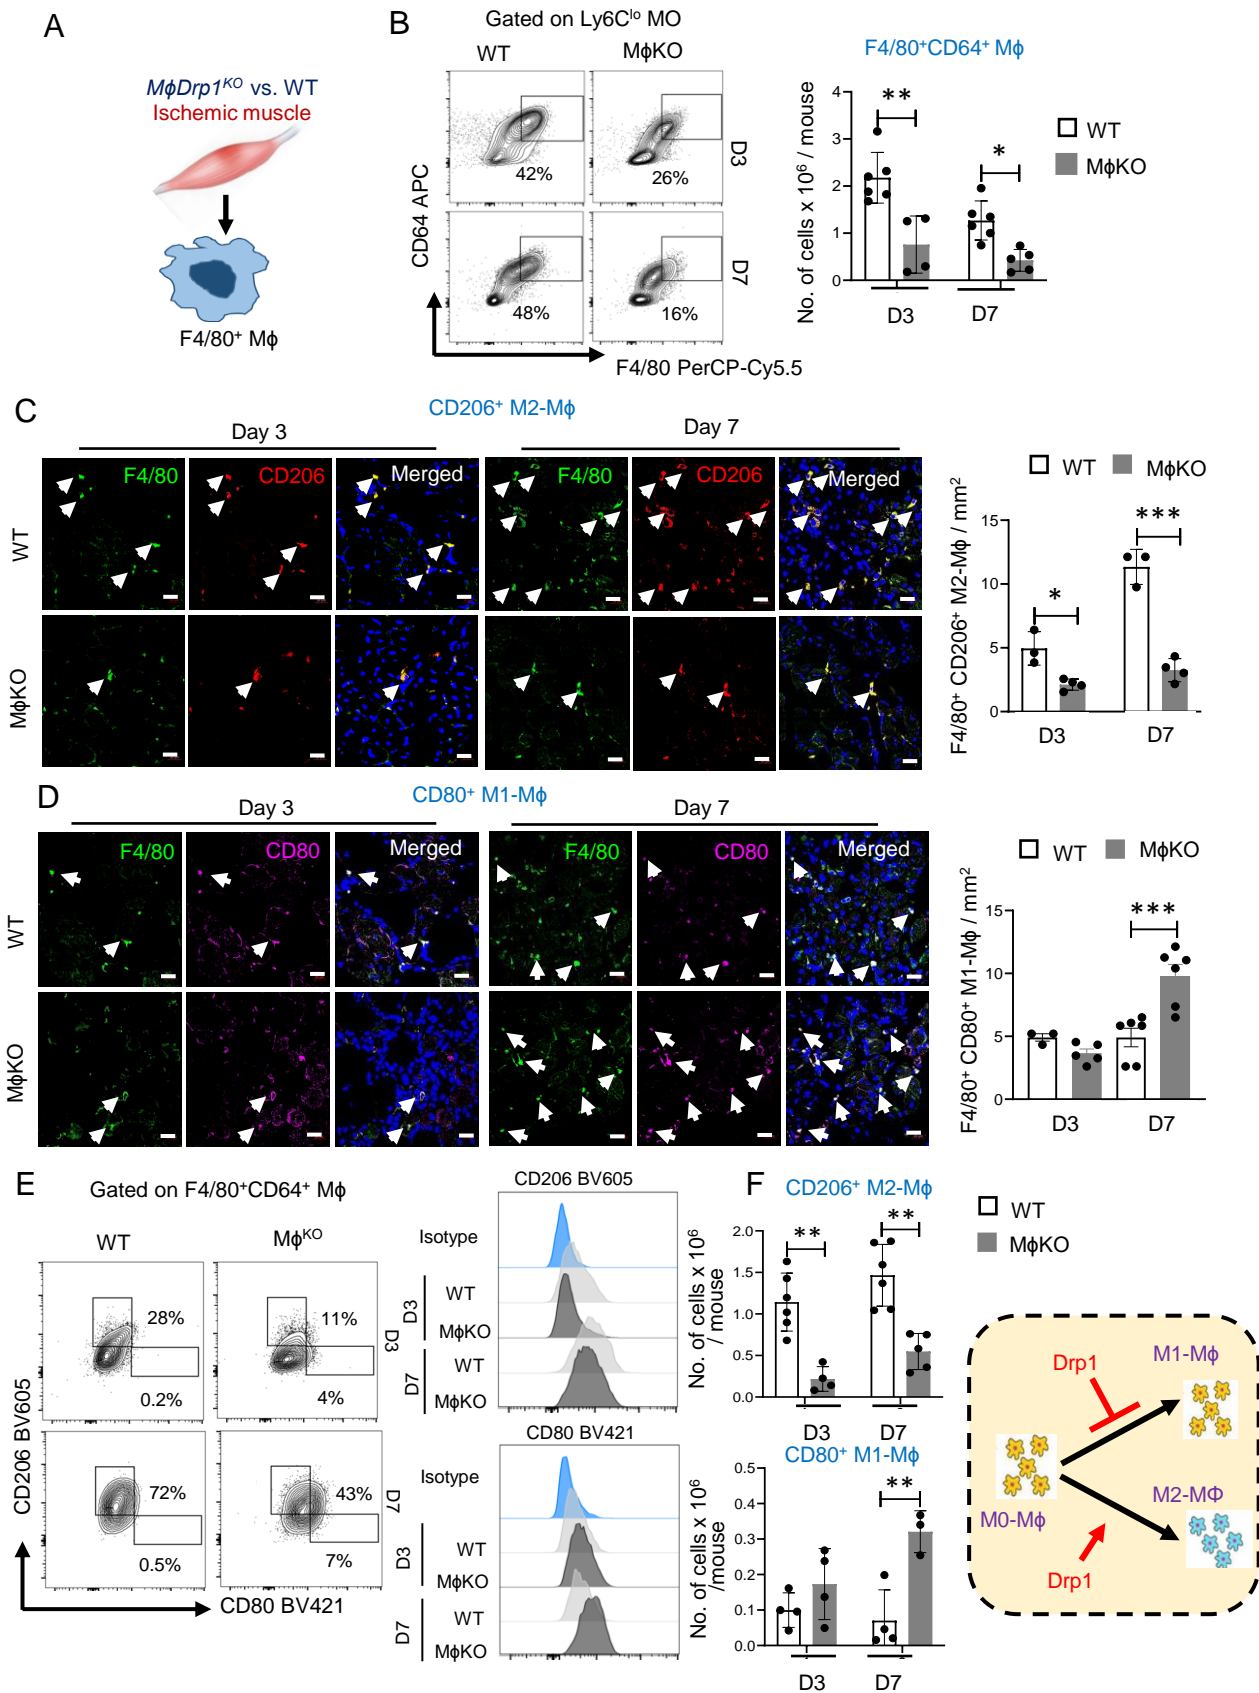 A
MϕDrp1ᴷᴼ vs. WT
Ischemic muscle
F4/80⁺ Mϕ
B
Gated on Ly6Cˡᵒ MO
WT
MϕKO
42%
26%
D3
48%
16%
D7
CD64 APC
F4/80 PerCP-Cy5.5
F4/80⁺CD64⁺ Mϕ
No. of cells x 10⁶ / mouse
4
3
2
1
0
**
*
D3
D7
WT
MϕKO
C
CD206⁺ M2-Mϕ
Day 3
Day 7
F4/80
CD206
Merged
F4/80
CD206
Merged
WT
MϕKO
WT
MϕKO
F4/80⁺ CD206⁺ M2-Mϕ / mm²
15
10
5
0
*
***
D3
D7
D
CD80⁺ M1-Mϕ
Day 3
Day 7
F4/80
CD80
Merged
F4/80
CD80
Merged
WT
MϕKO
WT
MϕKO
F4/80⁺ CD80⁺ M1-Mϕ / mm²
15
10
5
0
***
D3
D7
E
Gated on F4/80⁺CD64⁺ Mϕ
WT
Mϕᴷᴼ
28%
0.2%
11%
4%
D3
72%
0.5%
43%
7%
D7
CD206 BV605
CD80 BV421
CD206 BV605
Isotype
D3
WT
MϕKO
D7
WT
MϕKO
CD80 BV421
Isotype
D3
WT
MϕKO
D7
WT
MϕKO
F
CD206⁺ M2-Mϕ
No. of cells x 10⁶
/ mouse
2.0
1.5
1.0
0.5
0.0
**
**
D3
D7
CD80⁺ M1-Mϕ
No. of cells x 10⁶
/mouse
0.5
0.4
0.3
0.2
0.1
0.0
**
D3
D7
WT
MϕKO
Drp1
M1-Mϕ
M0-Mϕ
M2-MΦ
Drp1